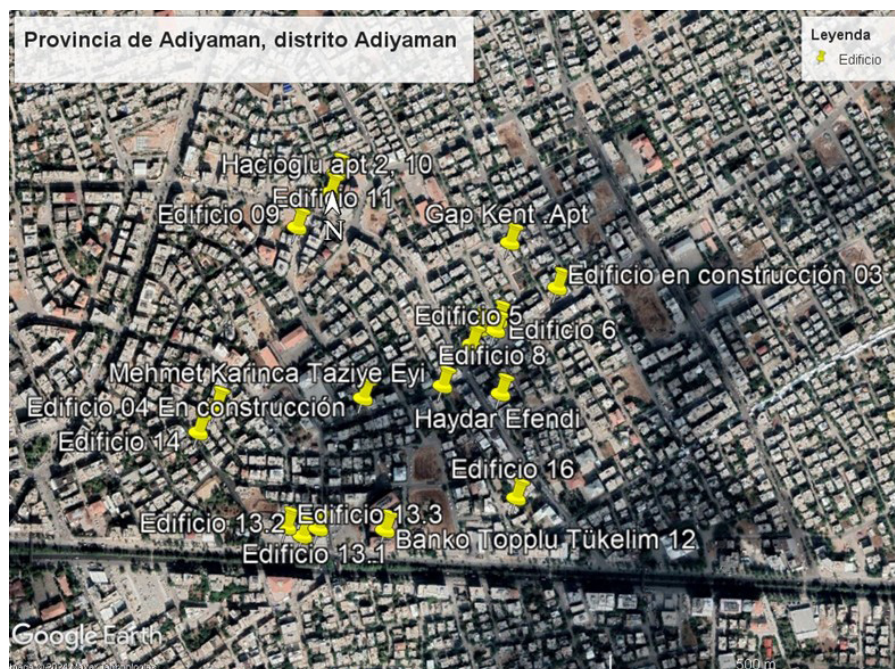 Provincia de Adiyaman, distrito Adiyaman
Leyenda
Edificio
Hacioglu apt 2, 10
Edificio 11
Edificio 09
N
Gap Kent .Apt
Edificio en construcción 03
Edificio 5
Edificio 6
Edificio 8
Mehmet Karinca Taziye Eyi
Edificio 04 En construcción
Haydar Efendi
Edificio 14
Edificio 16
Edificio 13.3
Edificio 13.2
Banko Topplu Tükelim 12
Edificio 13.1
Google Earth
500 m